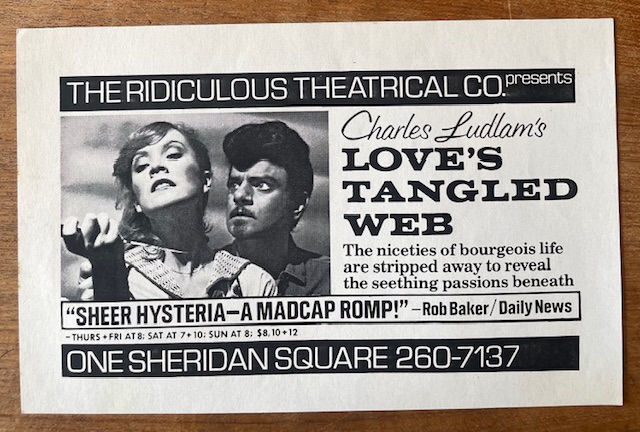 THE RIDICULOUS THEATRICAL CO. presents
Charles Ludlam's
LOVE'S
TANGLED
WEB
The niceties of bourgeois life
are stripped away to reveal
the seething passions beneath
"SHEER HYSTERIA—A MADCAP ROMP!" —Rob Baker/Daily News
-THURS + FRI AT 8; SAT AT 7+10; SUN AT 8; $8, 10 + 12
ONE SHERIDAN SQUARE 260-7137